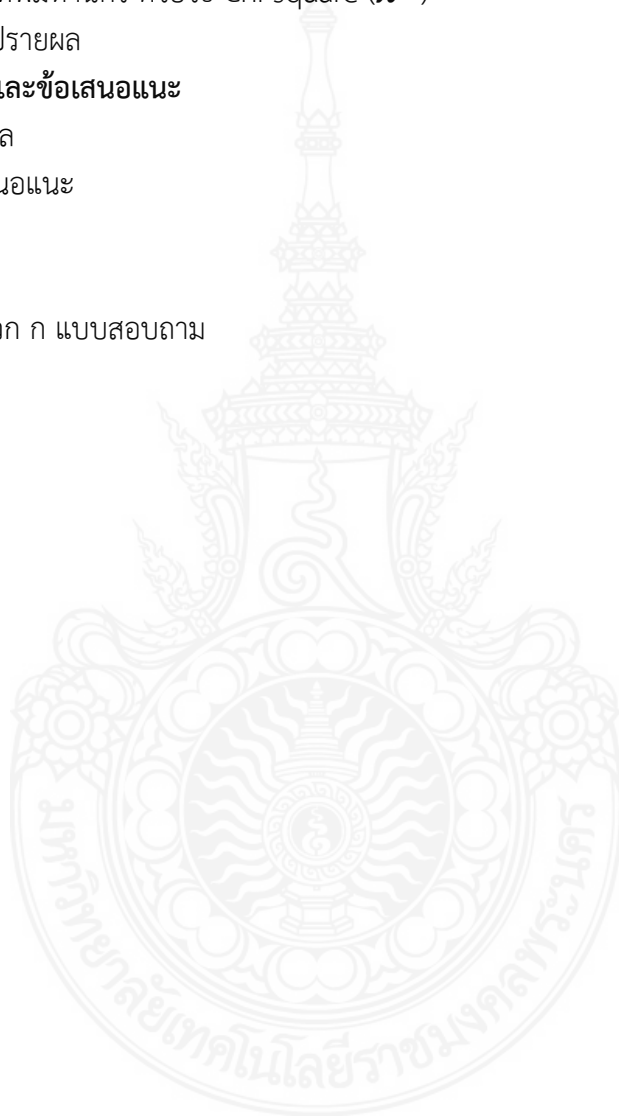 Chi-square
ปรายผล
และข้อเสนอแนะ
ล
นอแนะ
ก ก แบบสอบถาม
มหาวิทยาลัยเทคโนโลยีราชมงคลพระนคร